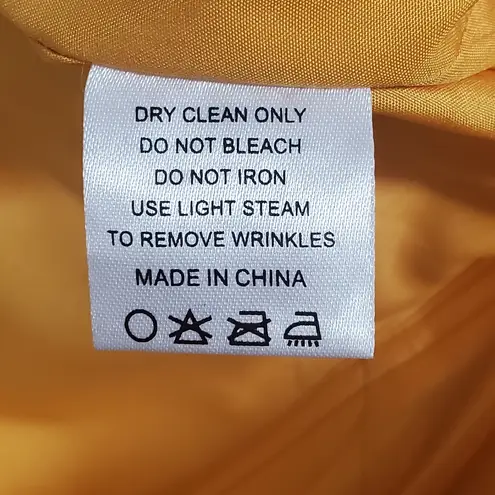 DRY CLEAN ONLY
DO NOT BLEACH
DO NOT IRON
USE LIGHT STEAM
TO REMOVE WRINKLES
MADE IN CHINA